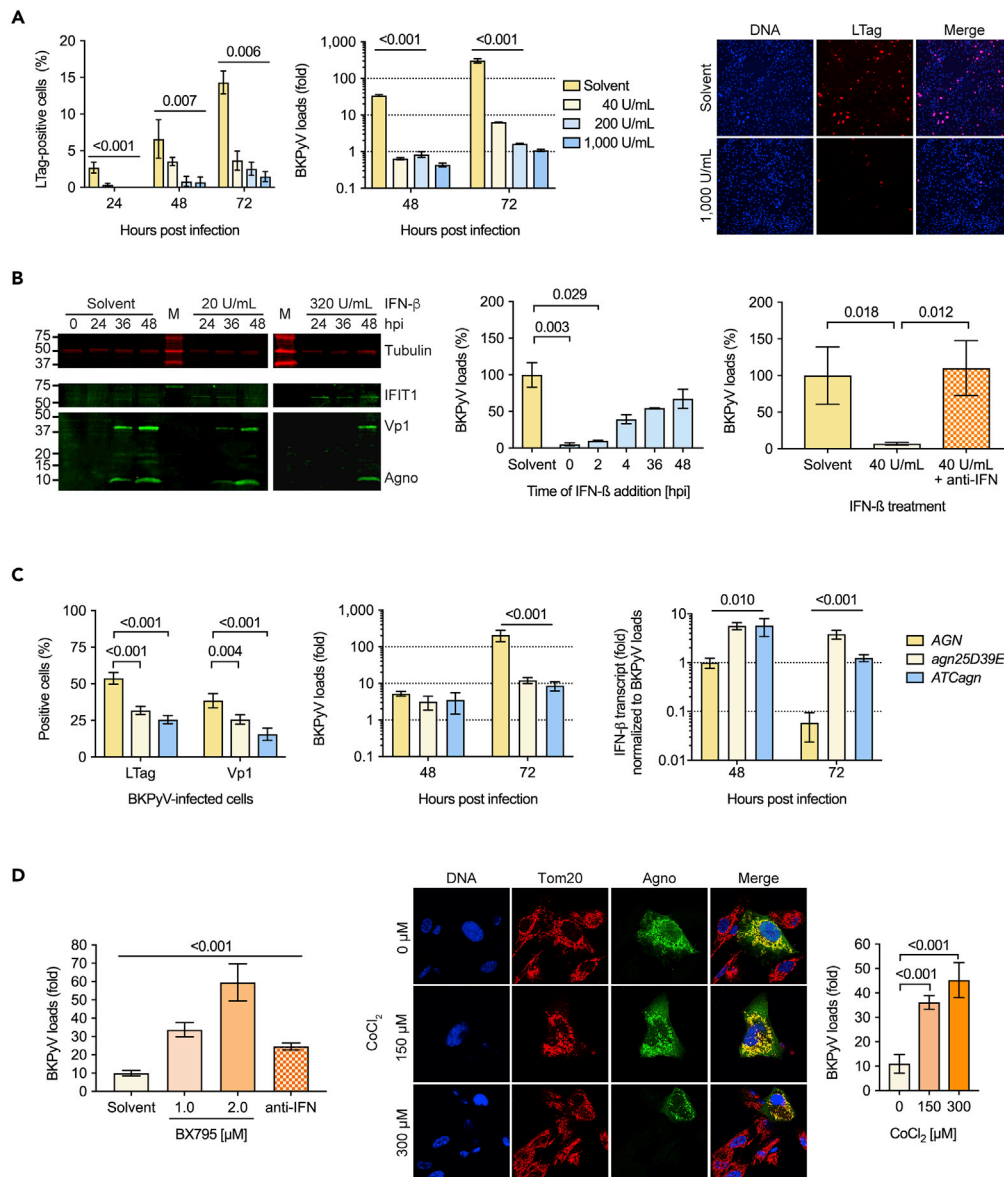 A
LTag-positive cells (%)
20
15
10
5
0
<0.001
0.007
0.006
24
48
72
Hours post infection
BKPyV loads (fold)
1,000
100
10
1
0.1
<0.001
<0.001
48
72
Hours post infection
Solvent
40 U/mL
200 U/mL
1,000 U/mL
DNA
LTag
Merge
Solvent
1,000 U/mL
B
Solvent
M
20 U/mL
M
320 U/mL
IFN-β
0
24
36
48
24
36
48
24
36
48
hpi
75
50
37
Tubulin
75
50
IFIT1
37
20
15
10
Vp1
Agno
BKPyV loads (%)
200
150
100
50
0
0.029
0.003
Solvent
0
2
4
36
48
Time of IFN-ß addition [hpi]
BKPyV loads (%)
200
150
100
50
0
0.018
0.012
Solvent
40 U/mL
40 U/mL
+ anti-IFN
IFN-ß treatment
C
Positive cells (%)
100
75
50
25
0
<0.001
<0.001
<0.001
0.004
LTag
Vp1
BKPyV-infected cells
BKPyV loads (fold)
1,000
100
10
1
0.1
<0.001
48
72
Hours post infection
IFN-β transcript (fold)
normalized to BKPyV loads
10
1
0.1
0.01
0.010
<0.001
48
72
Hours post infection
AGN
agn25D39E
ATCagn
D
BKPyV loads (fold)
80
70
60
50
40
30
20
10
0
<0.001
Solvent
1.0
2.0
anti-IFN
BX795 [µM]
DNA
Tom20
Agno
Merge
CoCl2
0 µM
150 µM
300 µM
BKPyV loads (fold)
60
50
40
30
20
10
0
<0.001
<0.001
0
150
300
CoCl2 [µM]